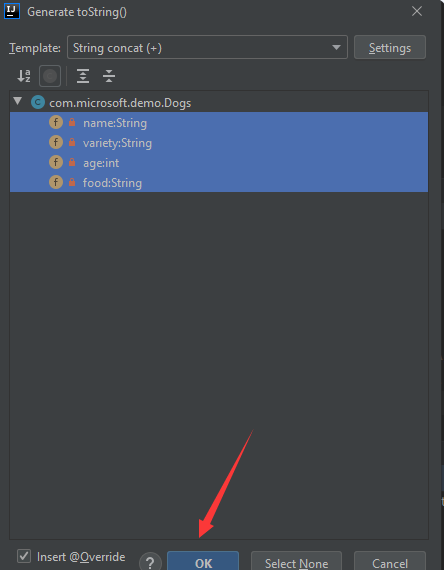 IJ Generate toString()
Template: String concat (+) Settings
com.microsoft.demo.Dogs
name:String
variety:String
age:int
food:String
Insert @Override ? OK Select None Cancel